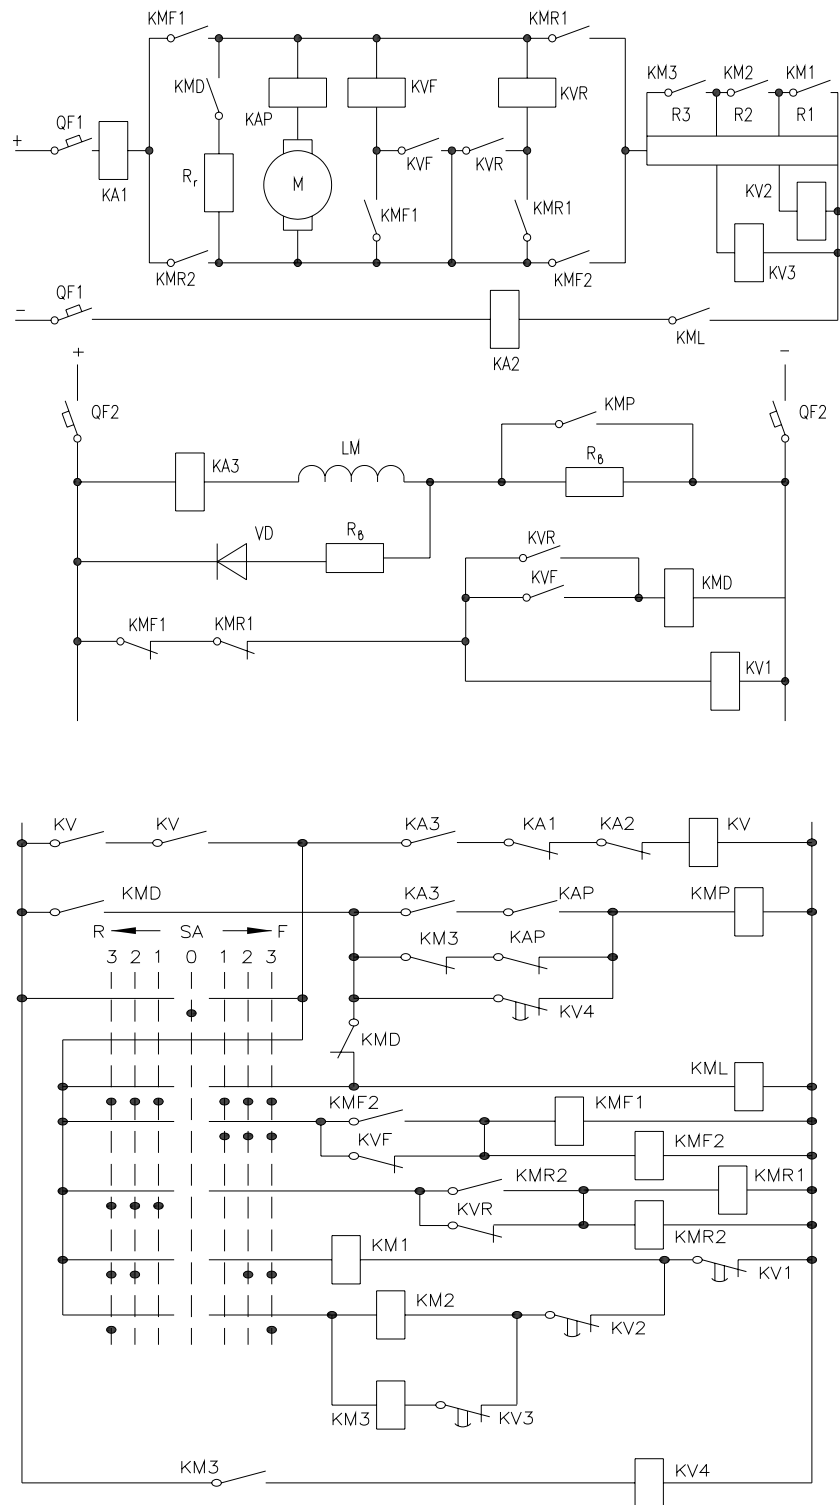 KMF1 KMR1
KMD KAP KVF KVR KM3 KM2 KM1
R3 R2 R1
+ QF1
KA1 Rг M KVF KVR KV2
KMF1 KMR1
KMR2 KMF2 KV3
− QF1
KA2 KML
+ −
QF2 KMP QF2
KA3 LM Rв
VD Rв KVR
KVF KMD
KMF1 KMR1
KV1
KV KV KA3 KA1 KA2 KV
KMD KA3 KAP KMP
R SA F
3 2 1 0 1 2 3
KM3 KAP
KV4
KMD
KML
KMF2 KMF1
KVF KMF2
KMR2 KMR1
KVR
KMR2
KM1 KV1
KM2 KV2
KM3 KV3
KM3 KV4